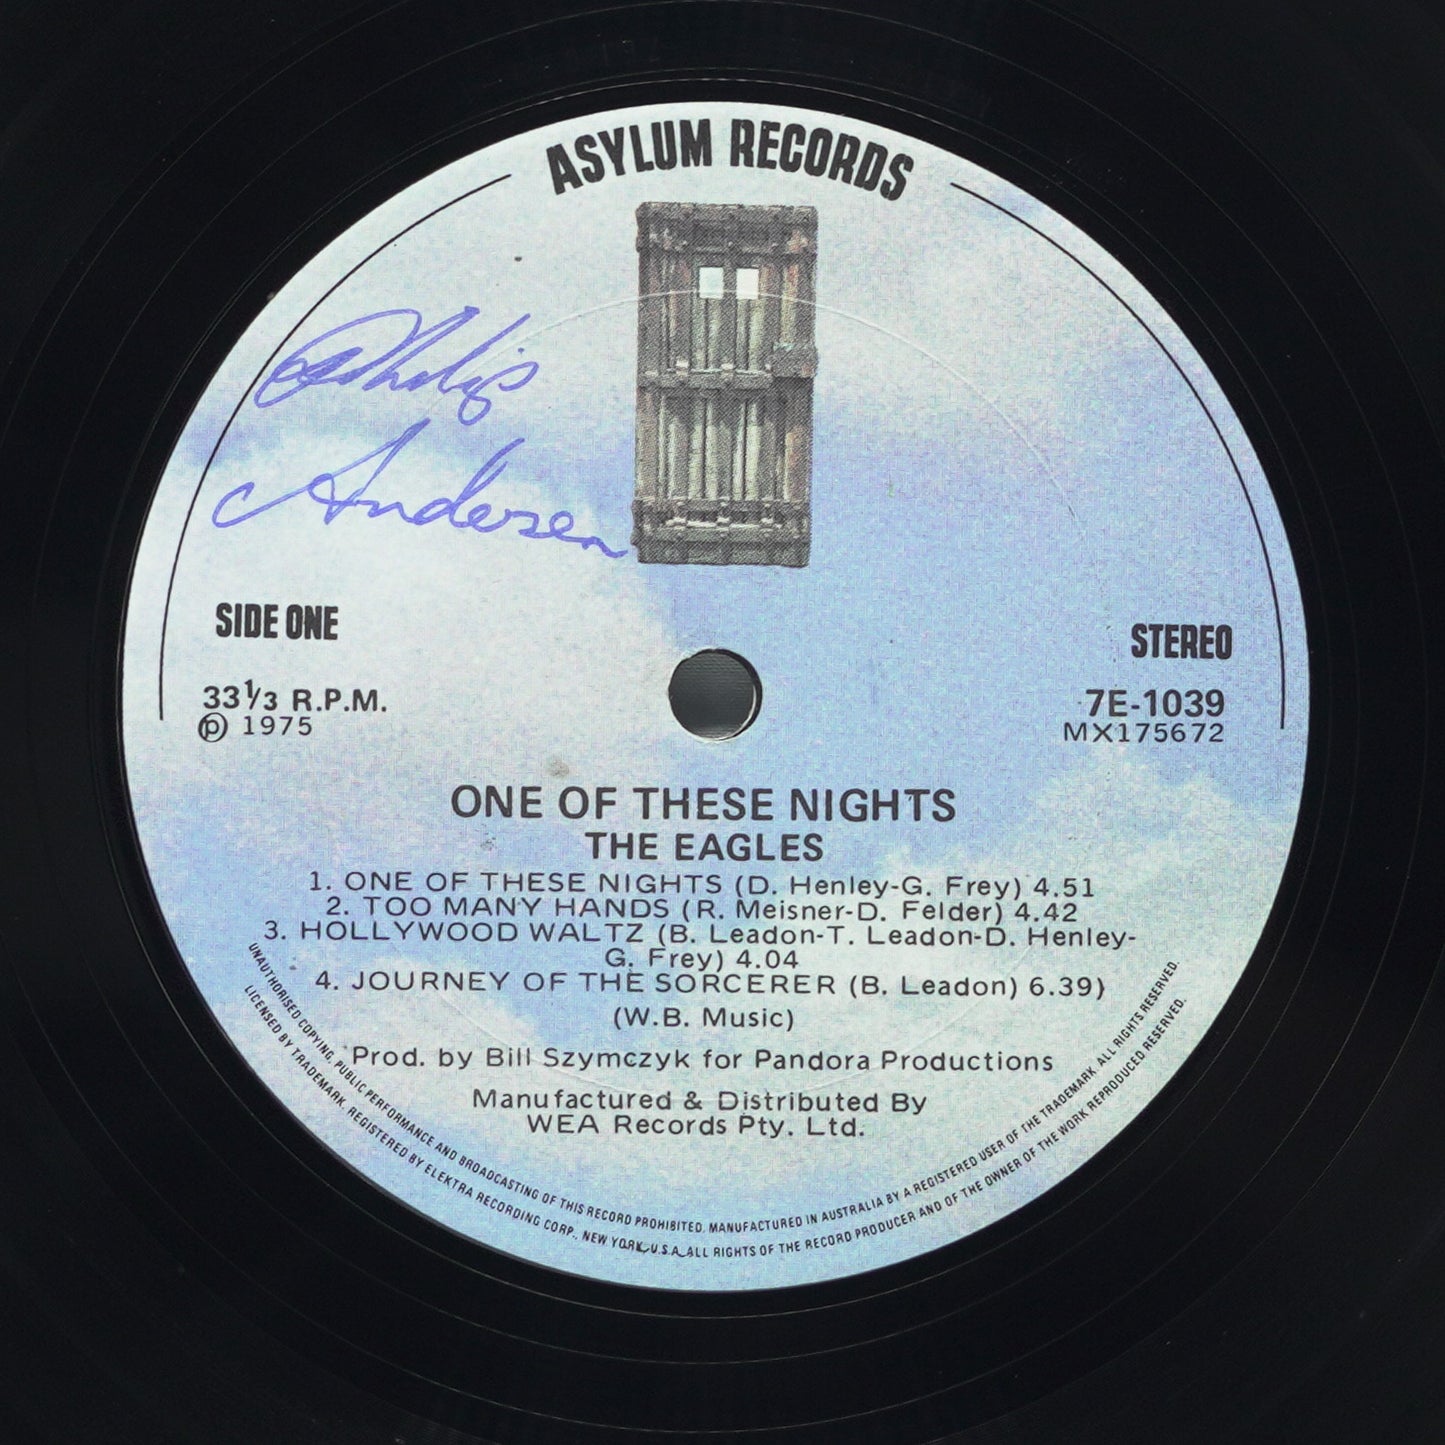 ASYLUM RECORDS
Philip
Andersen
SIDE ONE
STEREO
33⅓ R.P.M.
7E-1039
℗ 1975
MX175672
ONE OF THESE NIGHTS
THE EAGLES
1. ONE OF THESE NIGHTS (D. Henley-G. Frey) 4.51
2. TOO MANY HANDS (R. Meisner-D. Felder) 4.42
3. HOLLYWOOD WALTZ (B. Leadon-T. Leadon-D. Henley-
G. Frey) 4.04
4. JOURNEY OF THE SORCERER (B. Leadon) 6.39)
(W.B. Music)
Prod. by Bill Szymczyk for Pandora Productions
Manufactured & Distributed By
WEA Records Pty. Ltd.
UNAUTHORISED COPYING, PUBLIC PERFORMANCE AND BROADCASTING OF THIS RECORD PROHIBITED. MANUFACTURED IN AUSTRALIA BY A REGISTERED USER OF THE TRADEMARK. ALL RIGHTS RESERVED.
LICENSED BY TRADEMARK. REGISTERED BY ELEKTRA RECORDING CORP., NEW YORK, U.S.A. ALL RIGHTS OF THE RECORD PRODUCER AND OF THE OWNER OF THE WORK REPRODUCED RESERVED.